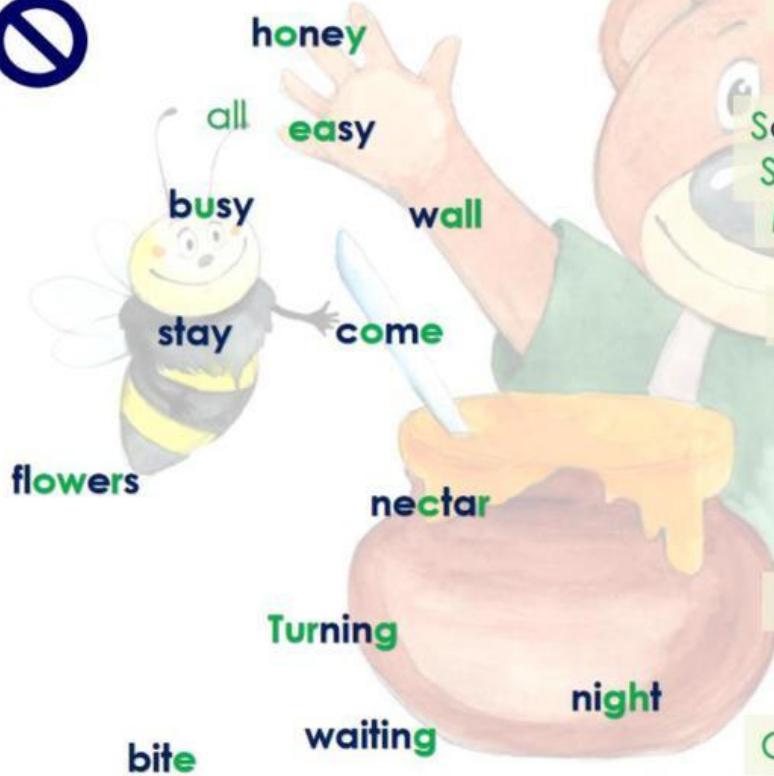 honey
all
easy
busy
wall
stay
come
flowers
nectar
Turning
night
waiting
bite